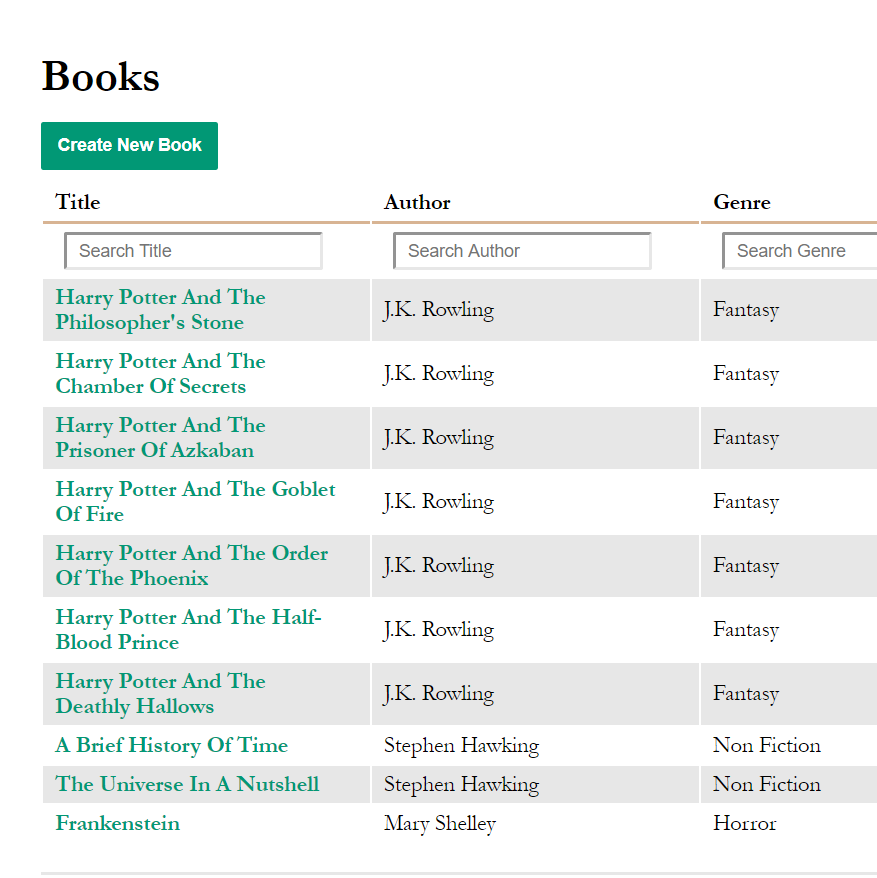 Books
Create New Book
Title Author Genre
Search Title Search Author Search Genre
Harry Potter And The
Philosopher's Stone J.K. Rowling Fantasy
Harry Potter And The
Chamber Of Secrets J.K. Rowling Fantasy
Harry Potter And The
Prisoner Of Azkaban J.K. Rowling Fantasy
Harry Potter And The Goblet
Of Fire J.K. Rowling Fantasy
Harry Potter And The Order
Of The Phoenix J.K. Rowling Fantasy
Harry Potter And The Half-
Blood Prince J.K. Rowling Fantasy
Harry Potter And The
Deathly Hallows J.K. Rowling Fantasy
A Brief History Of Time Stephen Hawking Non Fiction
The Universe In A Nutshell Stephen Hawking Non Fiction
Frankenstein Mary Shelley Horror